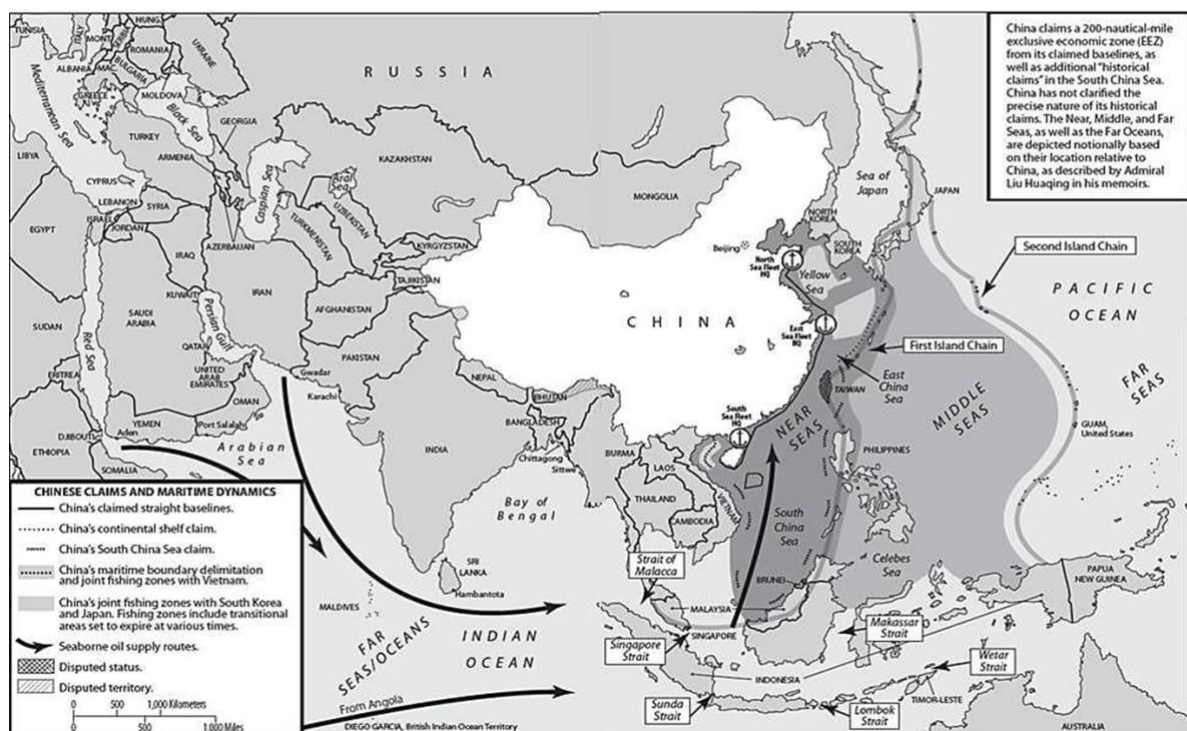 China claims a 200-nautical-mile
exclusive economic zone (EEZ)
from its claimed baselines, as
well as additional "historical
claims" in the South China Sea.
China has not clarified the
precise nature of its historical
claims. The Near, Middle, and Far
Seas, as well as the Far Oceans,
are depicted notionally based
on their location relative to
China, as described by Admiral
Liu Huaqing in his memoirs.
TUNISIA
ITALY
MONT.
SERBIA
HUNG.
ROMANIA
UKRAINE
RUSSIA
ALBANIA
MAC.
BULGARIA
MOLDOVA
GREECE
Mediterranean Sea
Black Sea
GEORGIA
TURKEY
ARMENIA
KAZAKHSTAN
MONGOLIA
Aral
Sea
Caspian Sea
Sea of
Japan
JAPAN
LIBYA
CYPRUS
LEBANON
SYRIA
ISRAEL
JORDAN
AZERBAIJAN
TURKMENISTAN
UZBEKISTAN
KYRGYZSTAN
TAJIKISTAN
NORTH
KOREA
SOUTH
KOREA
Beijing
North
Sea Fleet
HQ
Yellow
Sea
Second Island Chain
EGYPT
IRAQ
IRAN
AFGHANISTAN
KUWAIT
Persian Gulf
SAUDI
ARABIA
Red Sea
CHINA
East
Sea Fleet
HQ
First Island Chain
PACIFIC
OCEAN
SUDAN
QATAR
UNITED
ARAB
EMIRATES
PAKISTAN
Gwadar
Karachi
NEPAL
BHUTAN
East
China
Sea
TAIWAN
FAR
SEAS
MIDDLE
SEAS
NEAR
SEAS
ERITREA
OMAN
YEMEN
Port Salalah
Aden
DJIBOUTI
ETHIOPIA
SOMALIA
Arabian
Sea
INDIA
BANGLADESH
Chittagong
Sittwe
BURMA
South
Sea Fleet
HQ
LAOS
THAILAND
VIETNAM
CAMBODIA
PHILIPPINES
GUAM,
United States
Bay of
Bengal
South
China
Sea
Celebes
Sea
SRI
LANKA
Hambantota
MALDIVES
Strait of
Malacca
BRUNEI
MALAYSIA
SINGAPORE
Singapore
Strait
PAPUA
NEW GUINEA
Makassar
Strait
FAR
SEAS/OCEANS
INDIAN
OCEAN
INDONESIA
Wetar
Strait
TIMOR-LESTE
Sunda
Strait
Lombok
Strait
AUSTRALIA
From Angola
DIEGO GARCIA, British Indian Ocean Territory
CHINESE CLAIMS AND MARITIME DYNAMICS
China's claimed straight baselines.
China's continental shelf claim.
China's South China Sea claim.
China's maritime boundary delimitation
and joint fishing zones with Vietnam.
China's joint fishing zones with South Korea
and Japan. Fishing zones include transitional
areas set to expire at various times.
Seaborne oil supply routes.
Disputed status.
Disputed territory.
0 500 1,000 Kilometers
0 500 1,000 Miles